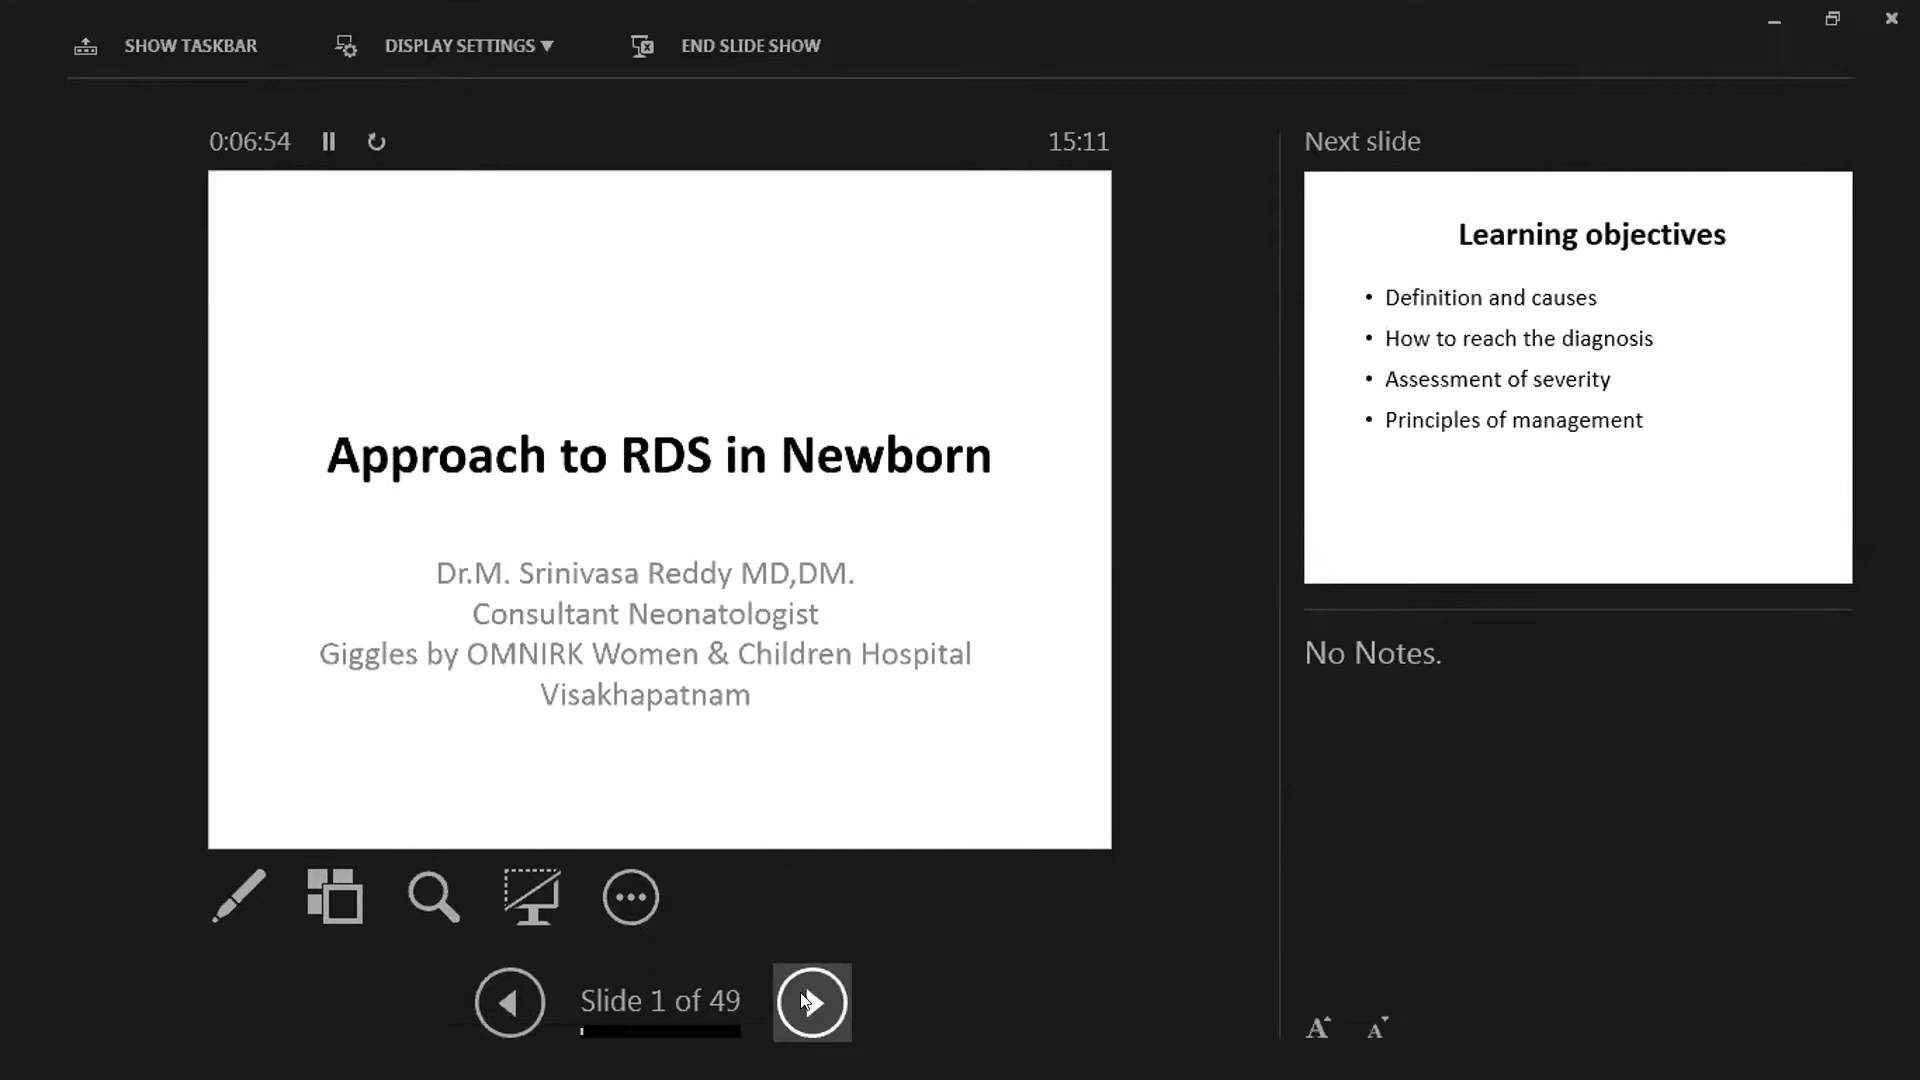 SHOW TASKBAR
DISPLAY SETTINGS ▼
END SLIDE SHOW
0:06:54
15:11
Approach to RDS in Newborn
Dr.M. Srinivasa Reddy MD,DM.
Consultant Neonatologist
Giggles by OMNIRK Women & Children Hospital
Visakhapatnam
Slide 1 of 49
Next slide
Learning objectives
• Definition and causes
• How to reach the diagnosis
• Assessment of severity
• Principles of management
No Notes.
A A